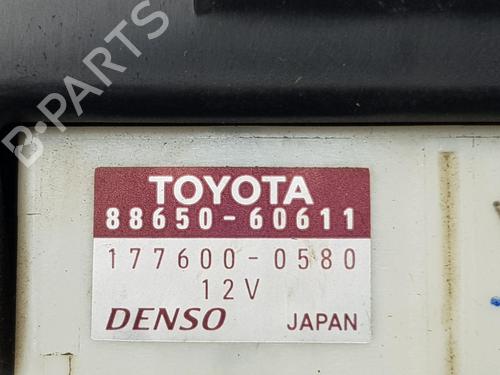 B-PARTS
TOYOTA
88650-60611
177600-0580
12V
DENSO JAPAN